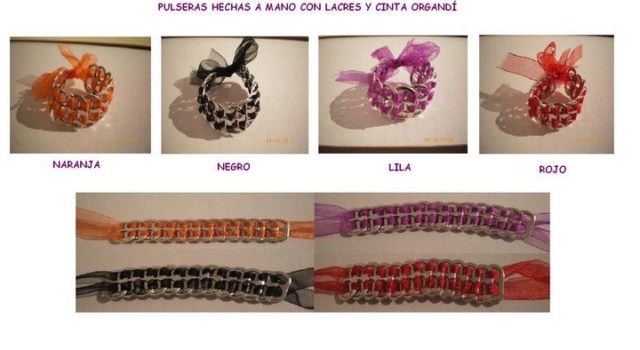 PULSERAS HECHAS A MANO CON LACRES Y CINTA ORGANDÍ
NARANJA
NEGRO
LILA
ROJO